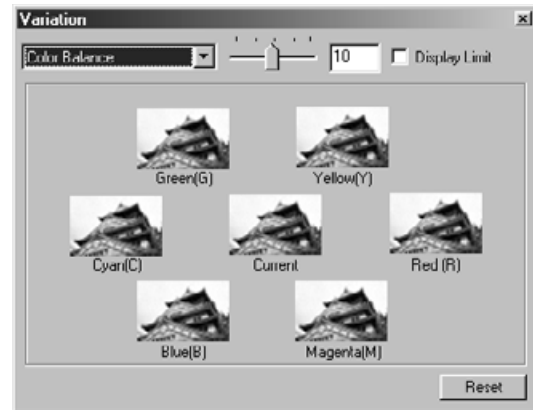 Variation
Color Balance 10 Display Limit
Green(G) Yellow(Y)
Cyan(C) Current Red (R)
Blue(B) Magenta(M)
Reset